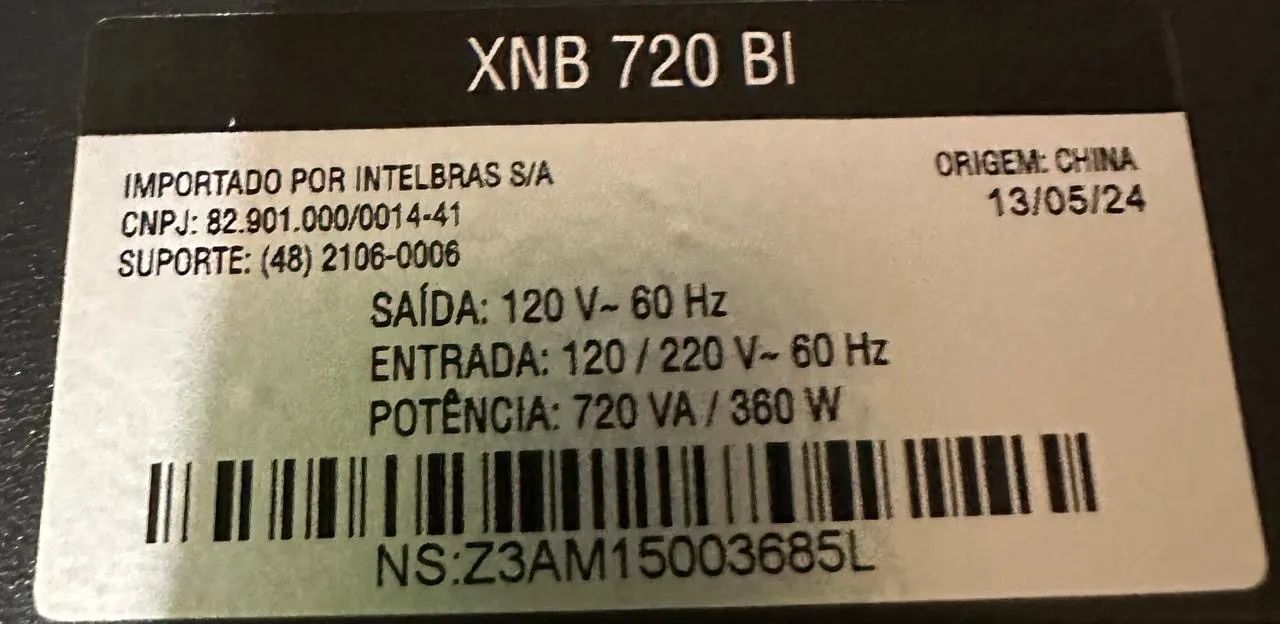 XNB 720 BI
IMPORTADO POR INTELBRAS S/A
CNPJ: 82.901.000/0014-41
SUPORTE: (48) 2106-0006
ORIGEM: CHINA
13/05/24
SAÍDA: 120 V~ 60 Hz
ENTRADA: 120 / 220 V~ 60 Hz
POTÊNCIA: 720 VA / 360 W
NS:Z3AM15003685L